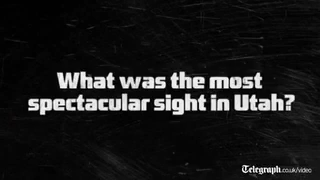 What was the most
spectacular sight in Utah?
Telegraph.co.uk/video